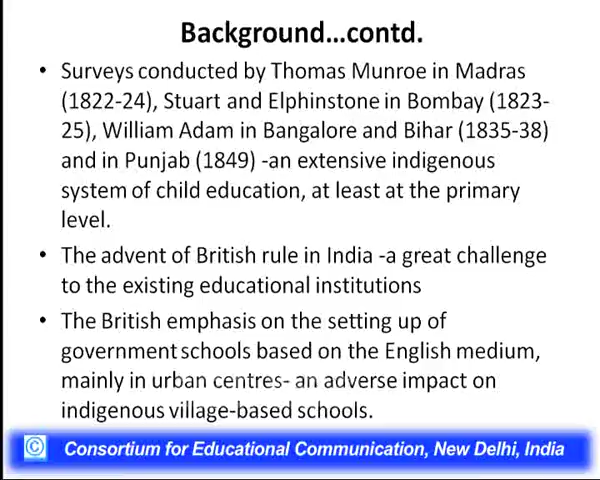 Background...contd.
• Surveys conducted by Thomas Munroe in Madras
(1822-24), Stuart and Elphinstone in Bombay (1823-
25), William Adam in Bangalore and Bihar (1835-38)
and in Punjab (1849) -an extensive indigenous
system of child education, at least at the primary
level.
• The advent of British rule in India -a great challenge
to the existing educational institutions
• The British emphasis on the setting up of
government schools based on the English medium,
mainly in urban centres- an adverse impact on
indigenous village-based schools.
© Consortium for Educational Communication, New Delhi, India